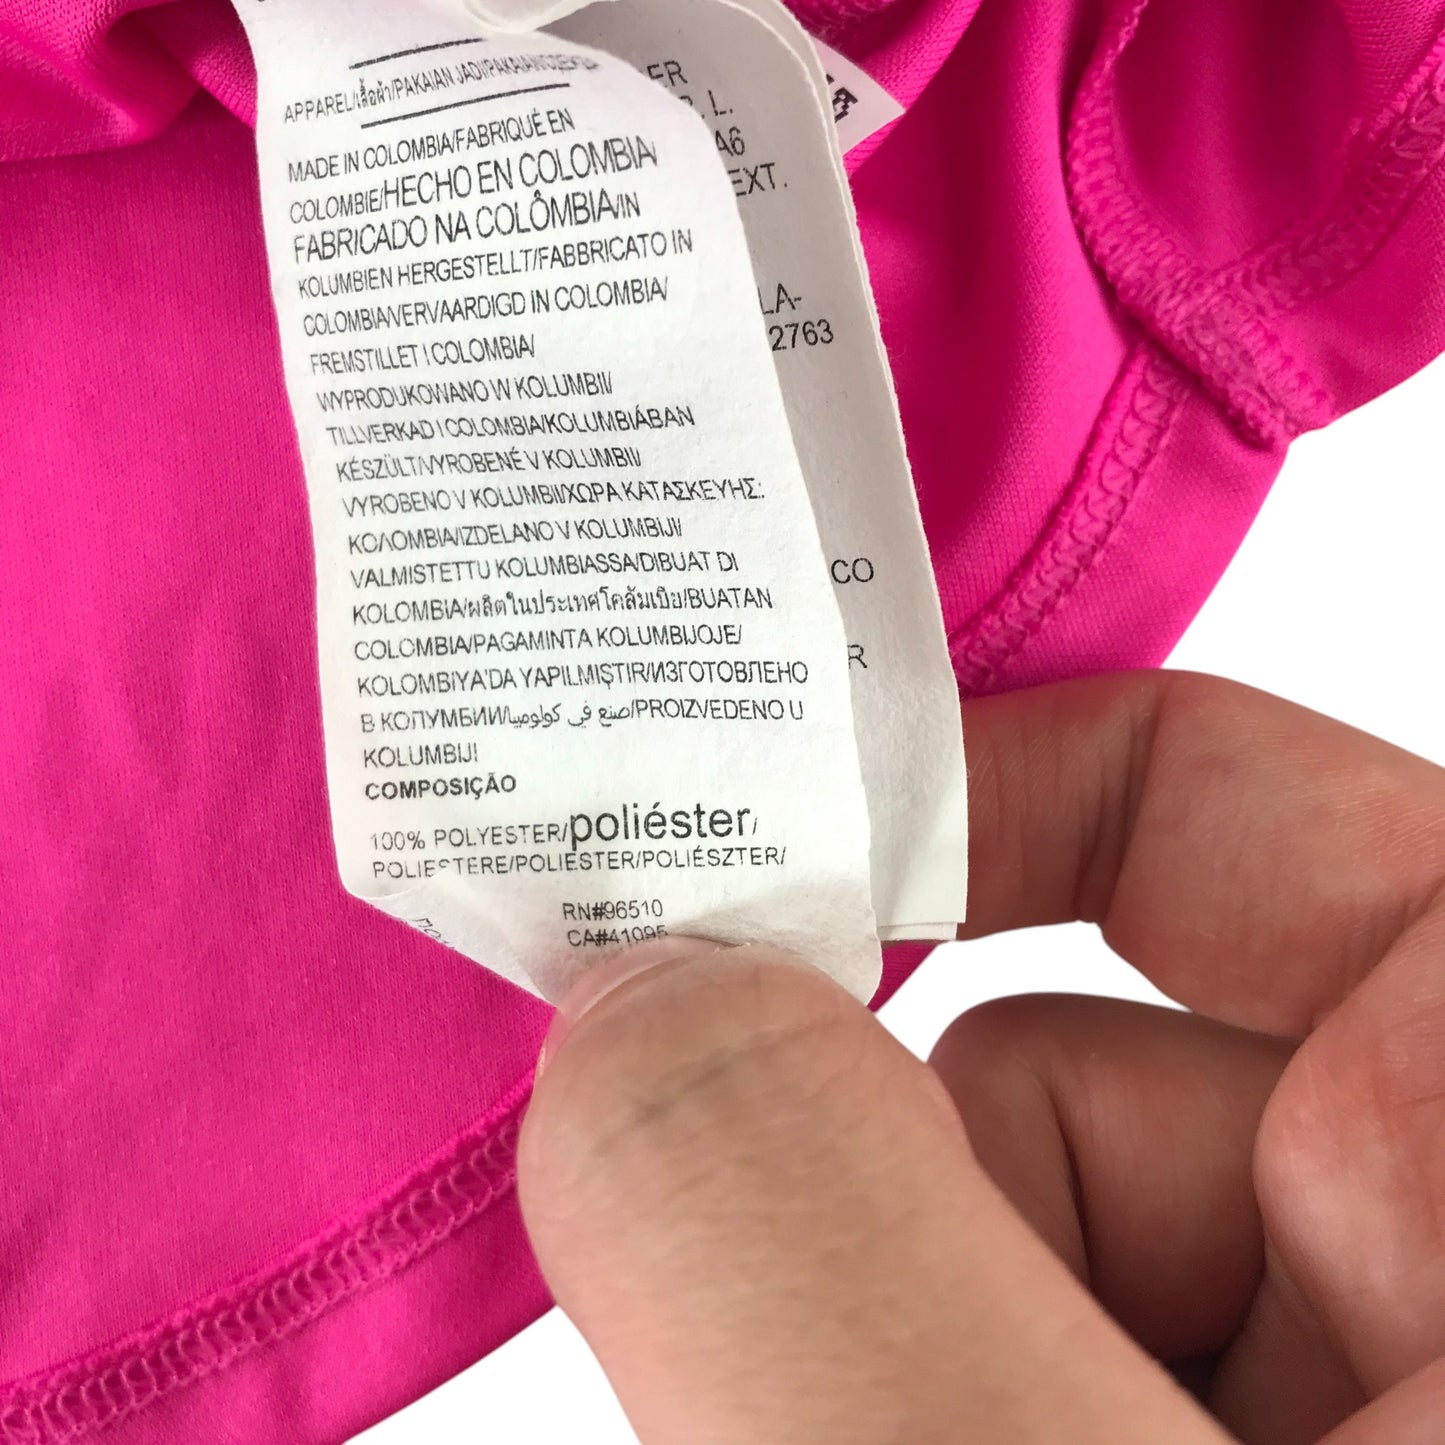 APPAREL/เสื้อผ้า/PAKAIAN JADI/PAKAIAN
MADE IN COLOMBIA/FABRIQUÉ EN
COLOMBIE/HECHO EN COLOMBIA/
FABRICADO NA COLÔMBIA/IN
KOLUMBIEN HERGESTELLT/FABBRICATO IN
COLOMBIA/VERVAARDIGD IN COLOMBIA/
FREMSTILLET I COLOMBIA/
WYPRODUKOWANO W KOLUMBII/
TILLVERKAD I COLOMBIA/KOLUMBIÁBAN
KÉSZÜLT/VYROBENÉ V KOLUMBII/
VYROBENO V KOLUMBII/ΧΩΡΑ ΚΑΤΑΣΚΕΥΗΣ:
ΚΟΛΟΜΒΙΑ/IZDELANO V KOLUMBIJI/
VALMISTETTU KOLUMBIASSA/DIBUAT DI
KOLOMBIA/ผลิตในประเทศโคลัมเบีย/BUATAN
COLOMBIA/PAGAMINTA KOLUMBIJOJE/
KOLOMBIYA'DA YAPILMIŞTIR/ИЗГОТОВЛЕНО
В КОЛУМБИИ/صنع في كولومبيا/PROIZVEDENO U
KOLUMBIJI
COMPOSIÇÃO
100% POLYESTER/poliéster/
POLIESTERE/POLIESTER/POLIÉSZTER/
RN#96510
CA#41095
ER
L.
A6
EXT.
LA-
2763
CO
R